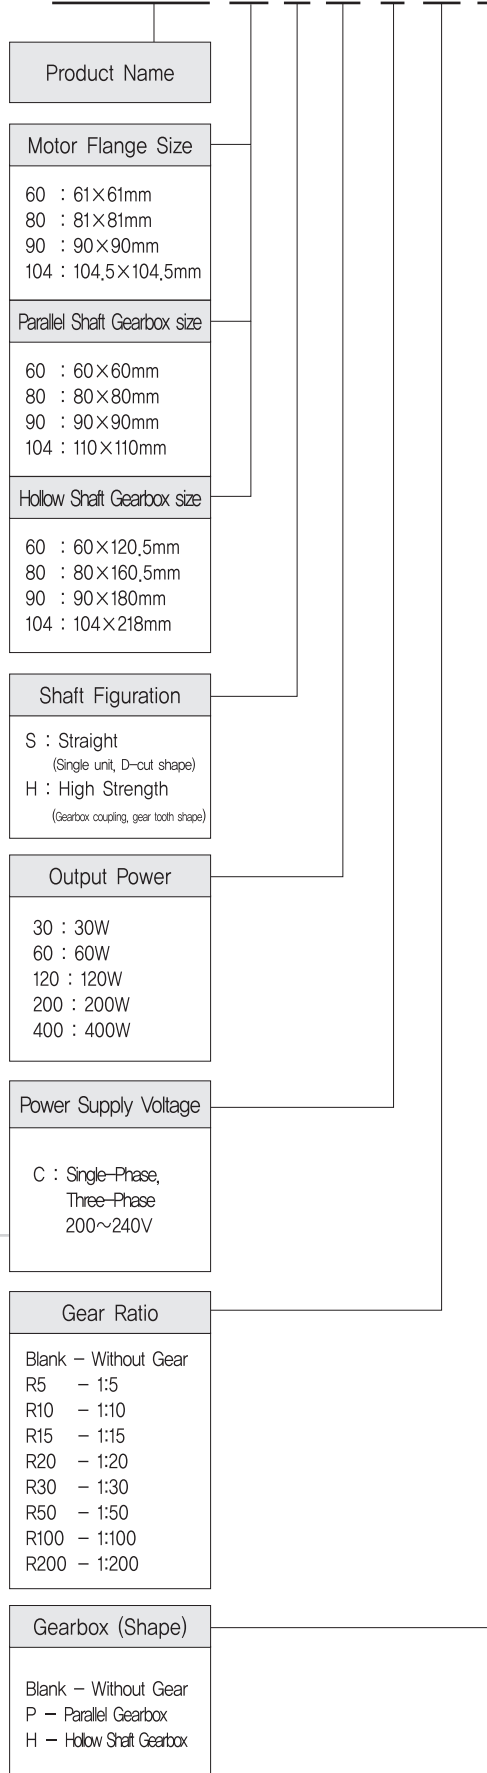 Product Name
Motor Flange Size
60 : 61×61mm
80 : 81×81mm
90 : 90×90mm
104 : 104.5×104.5mm
Parallel Shaft Gearbox size
60 : 60×60mm
80 : 80×80mm
90 : 90×90mm
104 : 110×110mm
Hollow Shaft Gearbox size
60 : 60×120.5mm
80 : 80×160.5mm
90 : 90×180mm
104 : 104×218mm
Shaft Figuration
S : Straight
(Single unit, D-cut shape)
H : High Strength
(Gearbox coupling, gear tooth shape)
Output Power
30 : 30W
60 : 60W
120 : 120W
200 : 200W
400 : 400W
Power Supply Voltage
C : Single-Phase,
Three-Phase
200~240V
Gear Ratio
Blank - Without Gear
R5 - 1:5
R10 - 1:10
R15 - 1:15
R20 - 1:20
R30 - 1:30
R50 - 1:50
R100 - 1:100
R200 - 1:200
Gearbox (Shape)
Blank - Without Gear
P - Parallel Gearbox
H - Hollow Shaft Gearbox